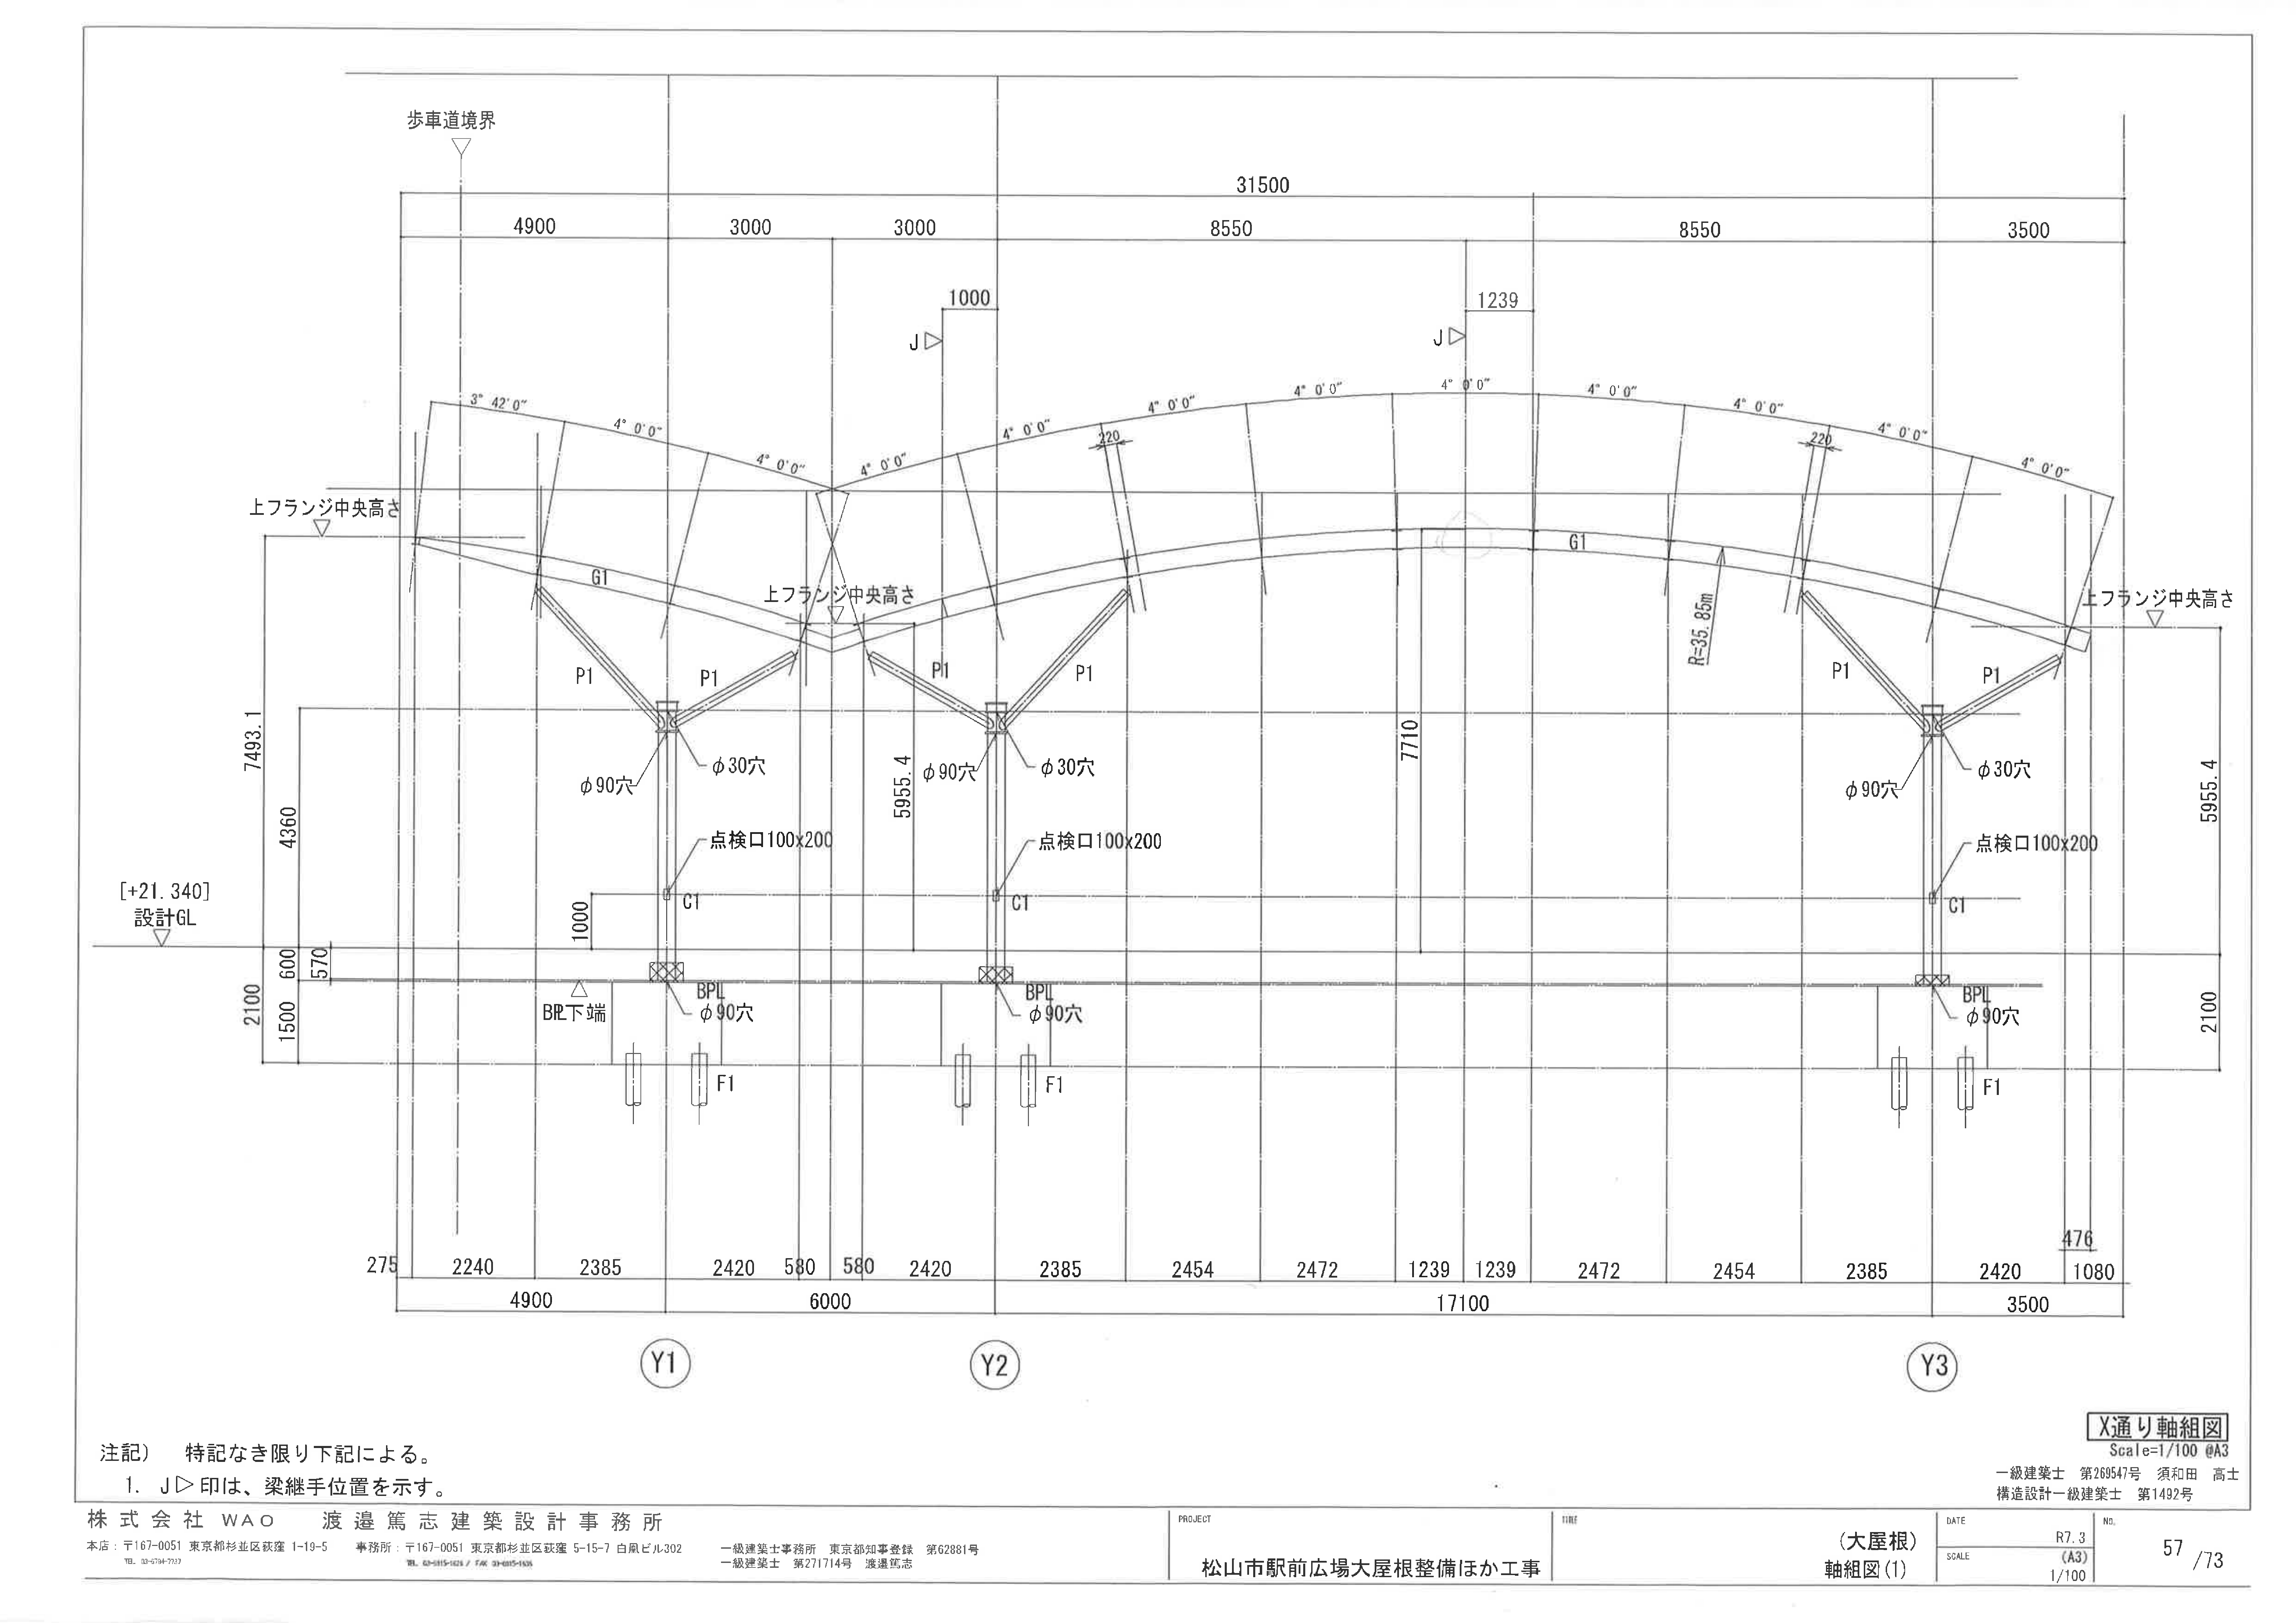 歩車道境界
31500
4900
3000
3000
8550
8550
3500
1000
1239
J▷
J▷
3° 42' 0"
4° 0' 0"
4° 0' 0"
4° 0' 0"
4° 0' 0"
4° 0' 0"
4° 0' 0"
4° 0' 0"
4° 0' 0"
4° 0' 0"
4° 0' 0"
4° 0' 0"
220
220
上フランジ中央高さ
G1
G1
上フランジ中央高さ
上フランジ中央高さ
R=35.85m
P1
P1
P1
P1
P1
P1
7493.1
4360
5955.4
7710
5955.4
φ90穴
φ30穴
φ90穴
φ30穴
φ90穴
φ30穴
点検口100x200
点検口100x200
点検口100x200
C1
C1
C1
1000
[+21.340]
設計GL
600
570
2100
1500
2100
BPL下端
BPL
φ90穴
BPL
φ90穴
BPL
φ90穴
F1
F1
F1
476
275
2240
2385
2420
580
580
2420
2385
2454
2472
1239
1239
2472
2454
2385
2420
1080
4900
6000
17100
3500
Y1
Y2
Y3
X通り軸組図
Scale=1/100 @A3
一級建築士 第269547号 須和田 高士
構造設計一級建築士 第1492号
注記) 特記なき限り下記による。
1. J▷印は、梁継手位置を示す。
株式会社 WAO 渡邉篤志建築設計事務所
本店：〒167-0051 東京都杉並区荻窪 1-19-5 事務所：〒167-0051 東京都杉並区荻窪 5-15-7 白凰ビル302
一級建築士事務所 東京都知事登録 第62881号
一級建築士 第271714号 渡邉篤志
PROJECT
松山市駅前広場大屋根整備ほか工事
TITLE
(大屋根)
軸組図(1)
DATE
R7.3
SCALE
(A3)
1/100
NO.
57
/73